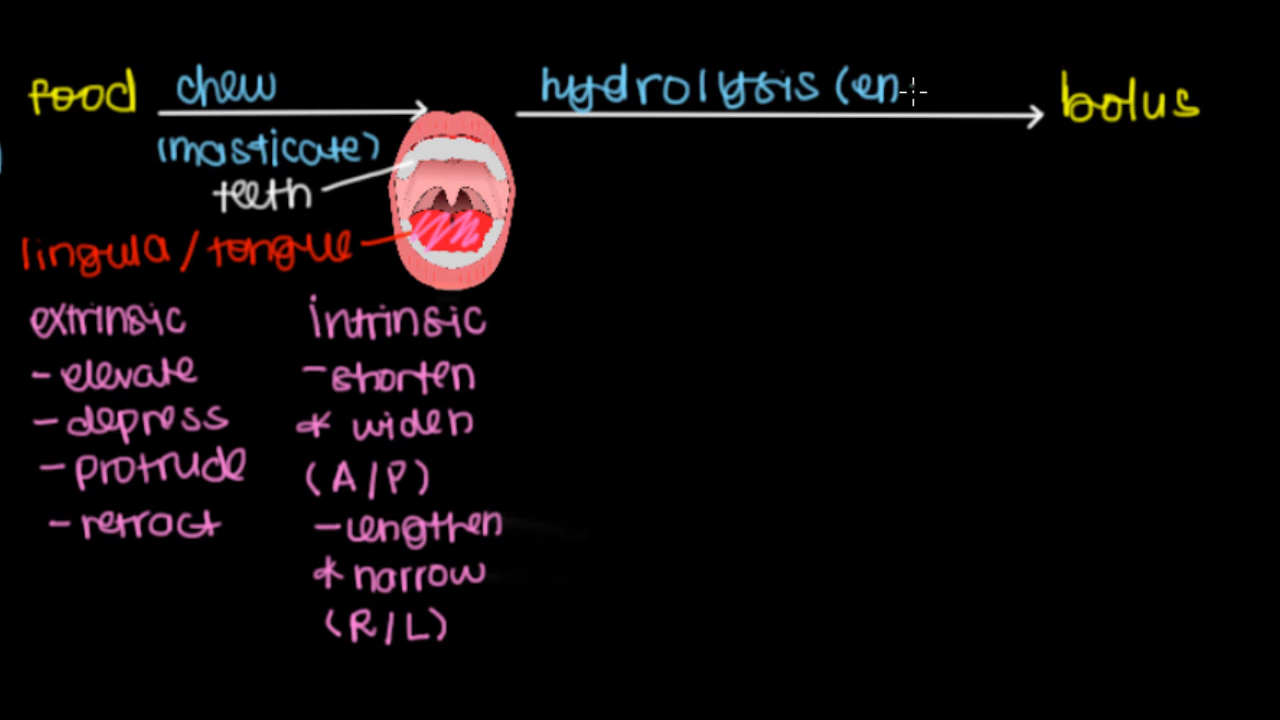 food chew hydrolysis (en bolus
(masticate)
teeth
lingula/tongue
extrinsic intrinsic
- elevate - shorten
- depress * widen
- protrude (A/P)
- retract - lengthen
* narrow
(R/L)